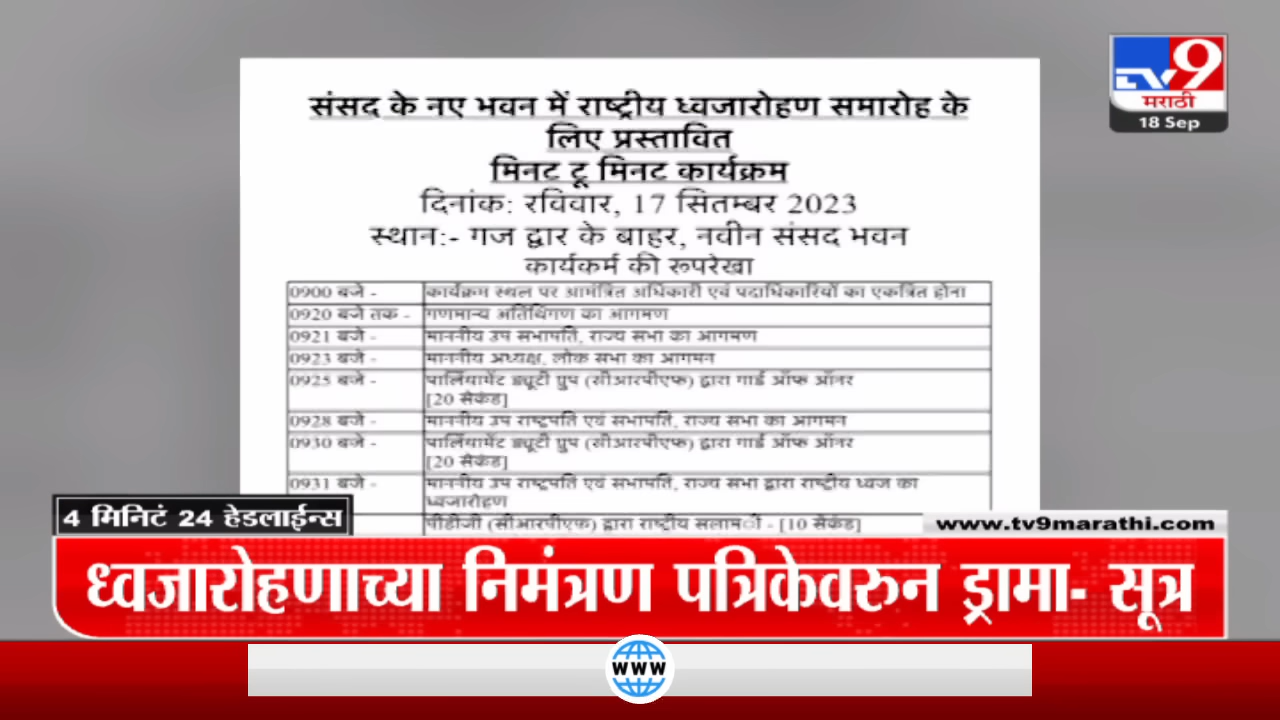 संसद के नए भवन में राष्ट्रीय ध्वजारोहण समारोह के
लिए प्रस्तावित
मिनट टू मिनट कार्यक्रम
दिनांक: रविवार, 17 सितम्बर 2023
स्थान:- गज द्वार के बाहर, नवीन संसद भवन
कार्यकर्म की रूपरेखा
0900 बजे - कार्यक्रम स्थल पर आमंत्रित अधिकारी एवं पदाधिकारियों का एकत्रित होना
0920 बजे तक - गणमान्य अतिथिगण का आगमण
0921 बजे - माननीय उप सभापति, राज्य सभा का आगमण
0923 बजे - माननीय अध्यक्ष, लोक सभा का आगमन
0925 बजे - पार्लियामेंट ड्यूटी ग्रुप (सीआरपीएफ) द्वारा गार्ड ऑफ ऑनर
[20 सैकंड]
0928 बजे - माननीय उप राष्ट्रपति एवं सभापति, राज्य सभा का आगमन
0930 बजे - पार्लियामेंट ड्यूटी ग्रुप (सीआरपीएफ) द्वारा गार्ड ऑफ ऑनर
[20 सैकंड]
0931 बजे - माननीय उप राष्ट्रपति एवं सभापति, राज्य सभा द्वारा राष्ट्रीय ध्वज का
ध्वजारोहण
पीडीजी (सीआरपीएफ) द्वारा राष्ट्रीय सलामी - [10 सैकेंड]
TV9
मराठी
18 Sep
4 मिनिटं 24 हेडलाईन्स
www.tv9marathi.com
ध्वजारोहणाच्या निमंत्रण पत्रिकेवरुन ड्रामा- सूत्र
www